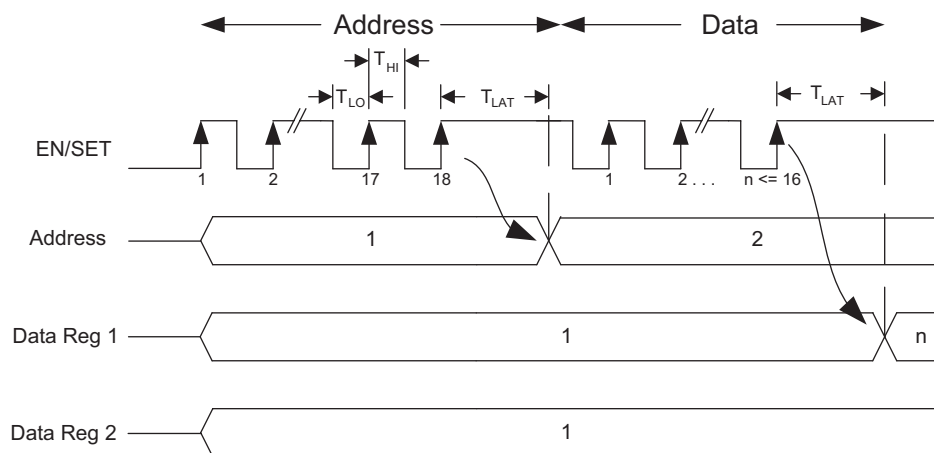 Address Data
T_HI
T_LO T_LAT T_LAT
EN/SET
1 2 17 18 1 2 . . . n <= 16
Address 1 2
Data Reg 1 1 n
Data Reg 2 1